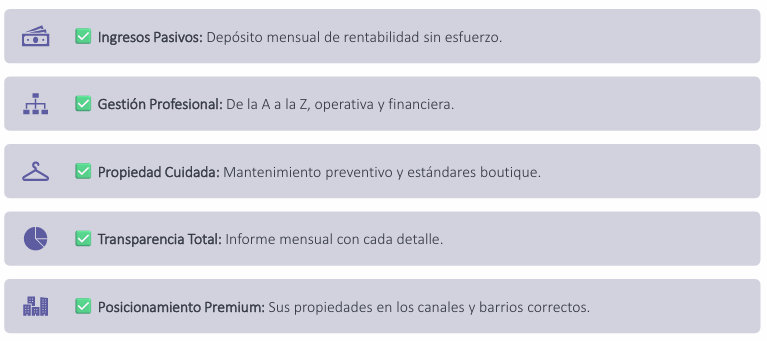 ✅ Ingresos Pasivos: Depósito mensual de rentabilidad sin esfuerzo.
✅ Gestión Profesional: De la A a la Z, operativa y financiera.
✅ Propiedad Cuidada: Mantenimiento preventivo y estándares boutique.
✅ Transparencia Total: Informe mensual con cada detalle.
✅ Posicionamiento Premium: Sus propiedades en los canales y barrios correctos.